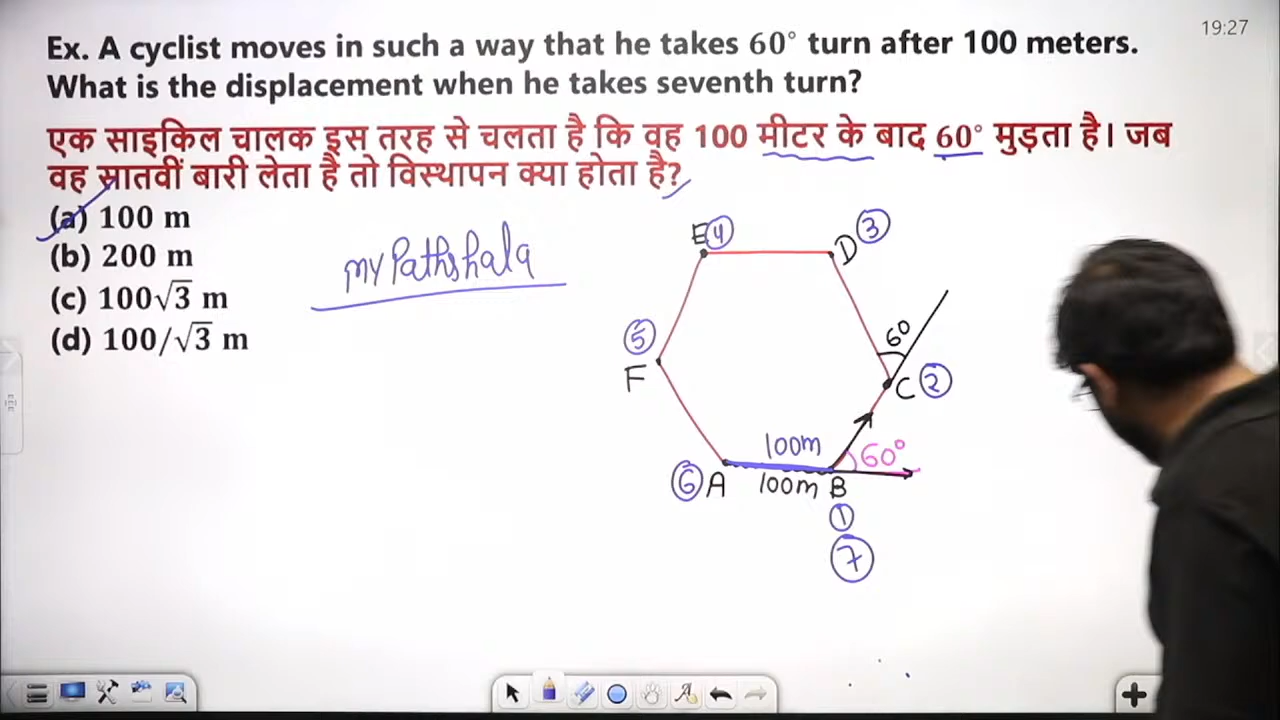 19:27
Ex. A cyclist moves in such a way that he takes 60° turn after 100 meters.
What is the displacement when he takes seventh turn?
एक साइकिल चालक इस तरह से चलता है कि वह 100 मीटर के बाद 60° मुड़ता है। जब
वह सातवीं बारी लेता है तो विस्थापन क्या होता है?
(a) 100 m
(b) 200 m
(c) 100√3 m
(d) 100/√3 m
my Pathshala
E 4
D 3
60
5
F
C 2
100m
60°
6 A
100m B
1
7